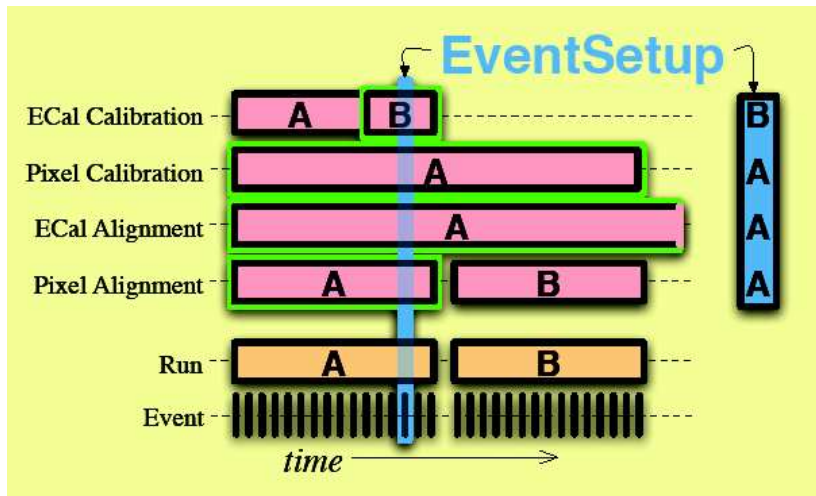 EventSetup
ECal Calibration A B B
Pixel Calibration A A
ECal Alignment A A
Pixel Alignment A B A
Run A B
Event
time